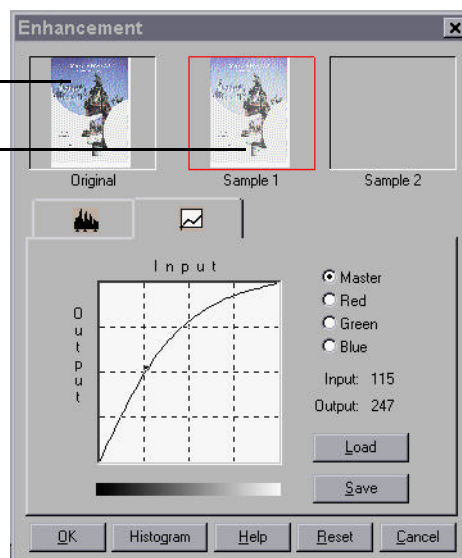 Enhancement
Original
Sample 1
Sample 2
Input
Output
Master
Red
Green
Blue
Input: 115
Output: 247
Load
Save
OK
Histogram
Help
Reset
Cancel